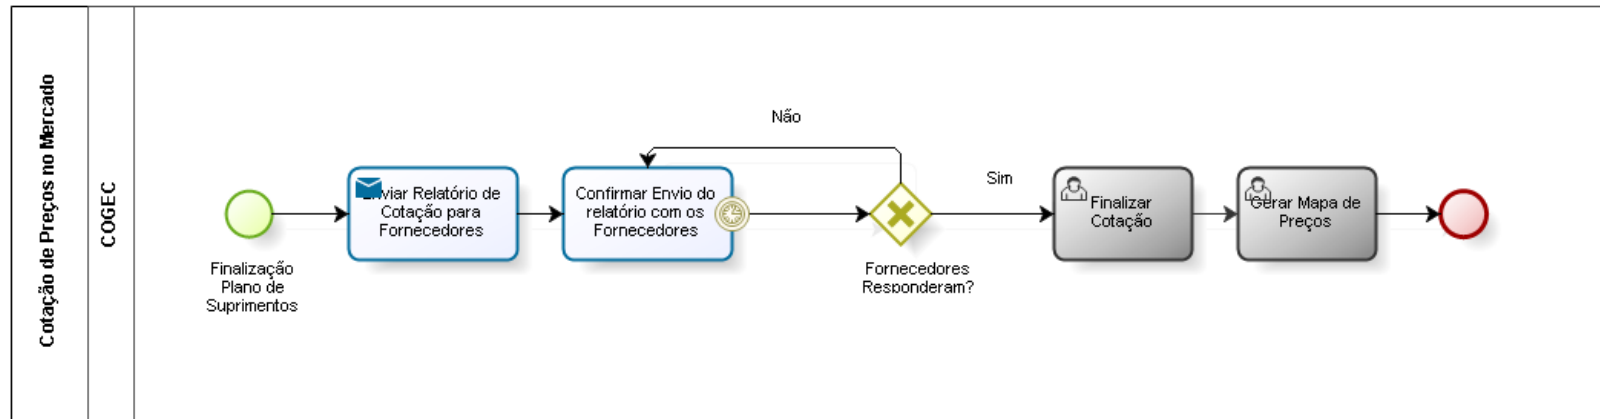 Cotação de Preços no Mercado
COGEC
Finalização
Plano de
Suprimentos
Enviar Relatório de
Cotação para
Fornecedores
Confirmar Envio do
relatório com os
Fornecedores
Não
Fornecedores
Responderam?
Sim
Finalizar
Cotação
Gerar Mapa de
Preços